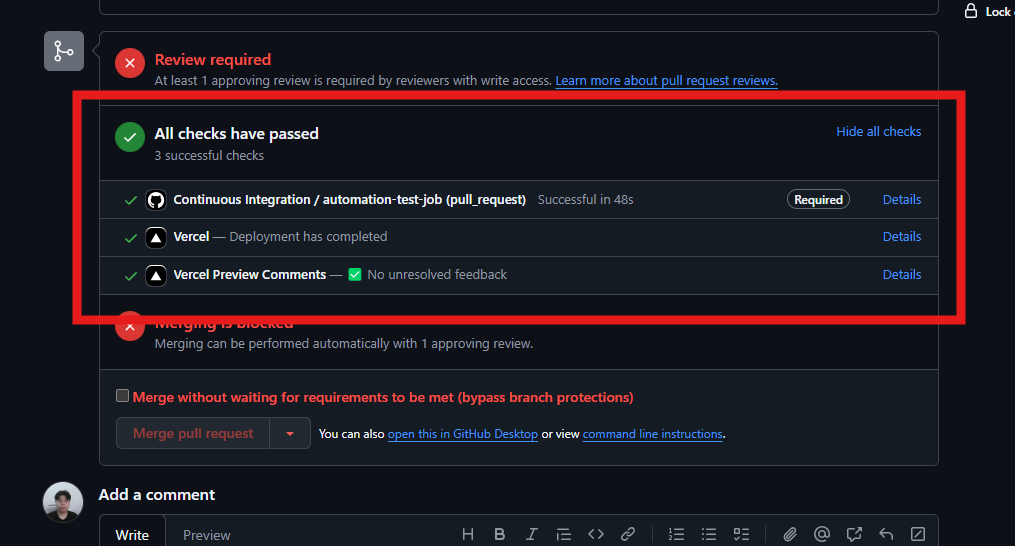 Lock
Review required
At least 1 approving review is required by reviewers with write access. Learn more about pull request reviews.
All checks have passed
Hide all checks
3 successful checks
Continuous Integration / automation-test-job (pull_request) Successful in 48s Required Details
Vercel — Deployment has completed Details
Vercel Preview Comments — ✅ No unresolved feedback Details
Merging is blocked
Merging can be performed automatically with 1 approving review.
Merge without waiting for requirements to be met (bypass branch protections)
Merge pull request You can also open this in GitHub Desktop or view command line instructions.
Add a comment
Write Preview H B I